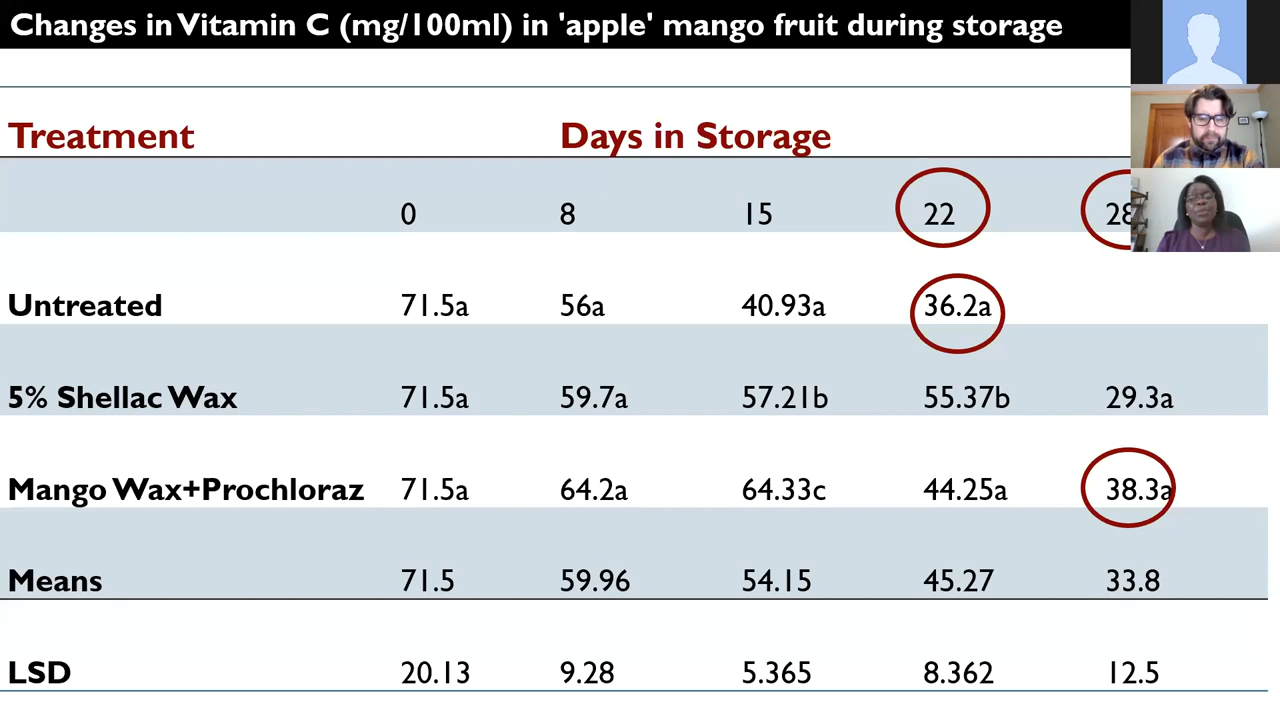 Changes in Vitamin C (mg/100ml) in 'apple' mango fruit during storage
Treatment Days in Storage
0 8 15 22 28
Untreated 71.5a 56a 40.93a 36.2a
5% Shellac Wax 71.5a 59.7a 57.21b 55.37b 29.3a
Mango Wax+Prochloraz 71.5a 64.2a 64.33c 44.25a 38.3a
Means 71.5 59.96 54.15 45.27 33.8
LSD 20.13 9.28 5.365 8.362 12.5